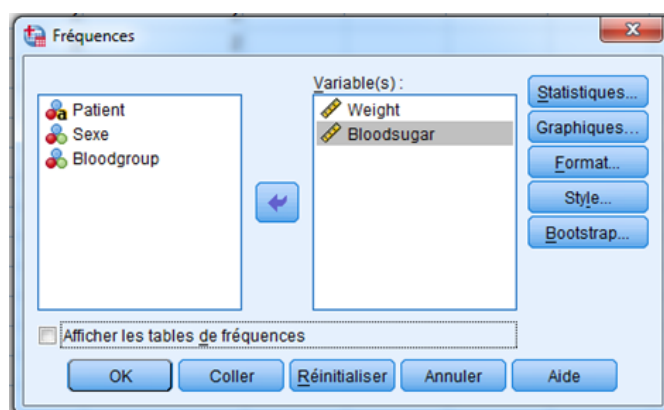 Fréquences
Variable(s) :
Patient
Sexe
Bloodgroup
Weight
Bloodsugar
Statistiques...
Graphiques...
Format...
Style...
Bootstrap...
Afficher les tables de fréquences
OK Coller Réinitialiser Annuler Aide